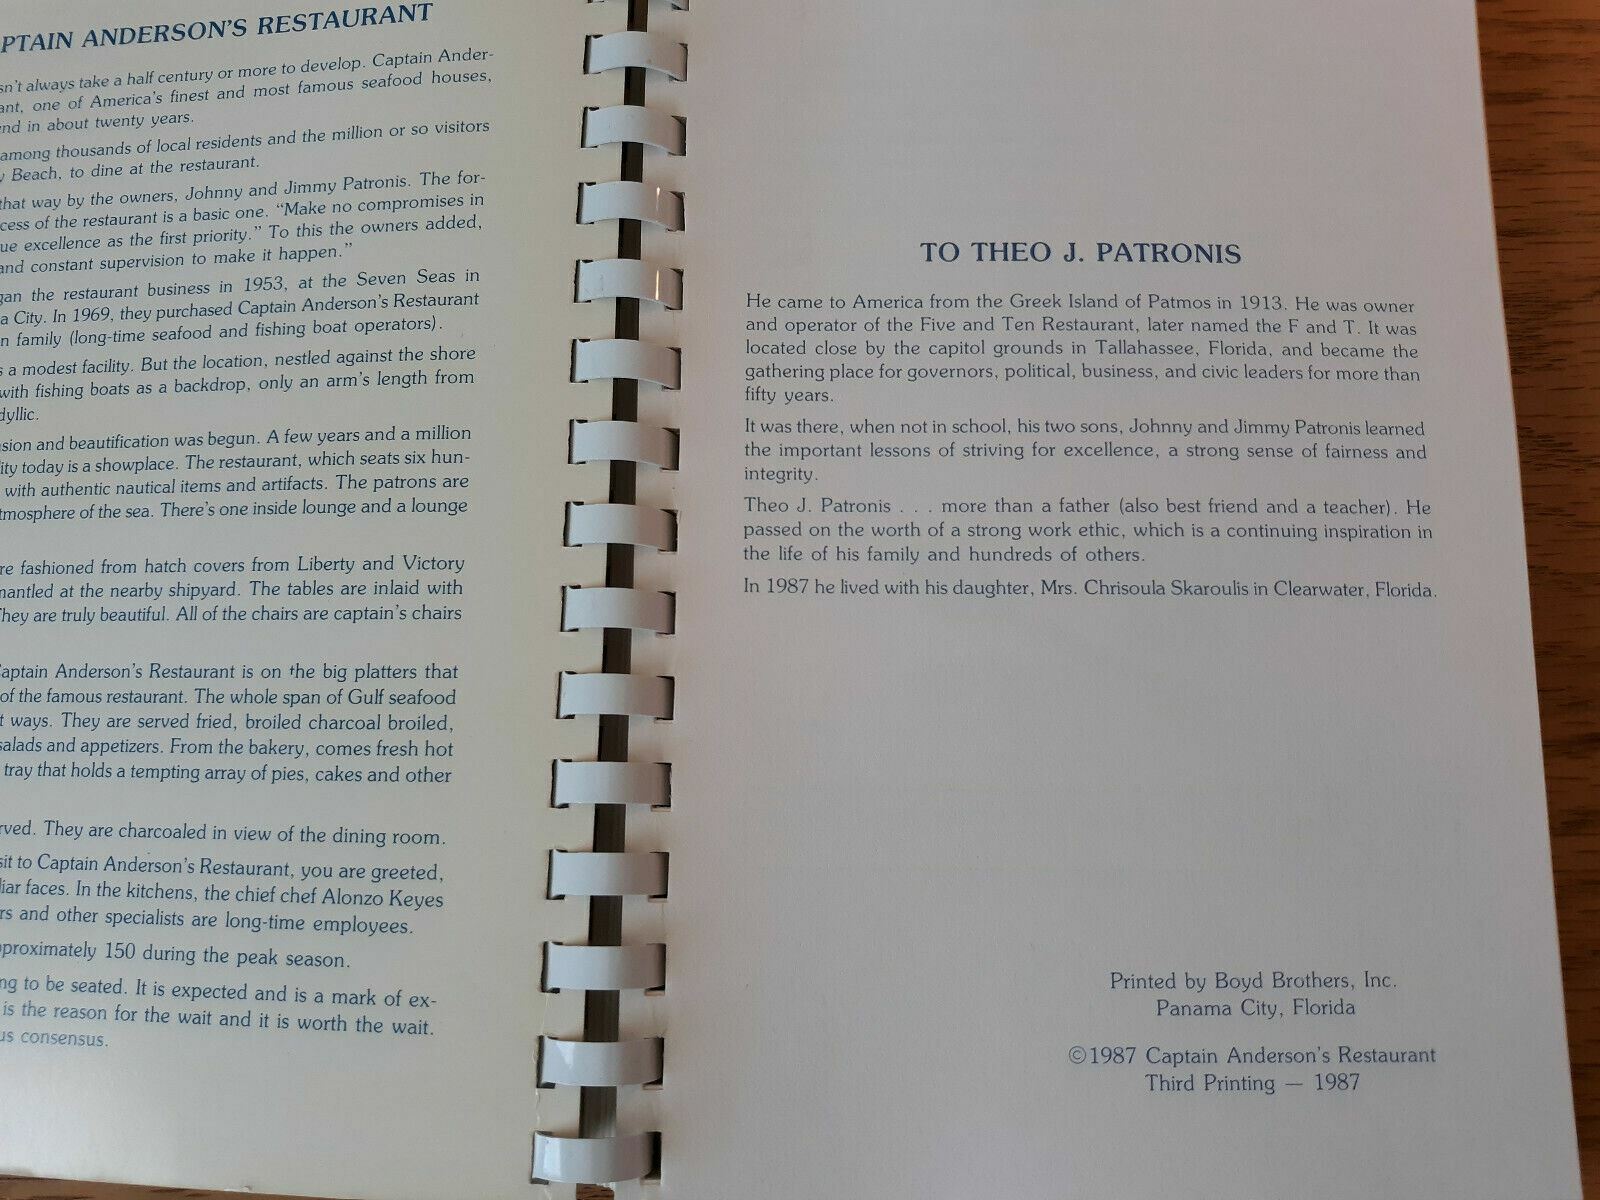 PTAIN ANDERSON'S RESTAURANT
sn't always take a half century or more to develop. Captain Ander-
ant, one of America's finest and most famous seafood houses,
nd in about twenty years.
among thousands of local residents and the million or so visitors
y Beach, to dine at the restaurant.
that way by the owners, Johnny and Jimmy Patronis. The for-
cess of the restaurant is a basic one. "Make no compromises in
ue excellence as the first priority." To this the owners added,
and constant supervision to make it happen."
gan the restaurant business in 1953, at the Seven Seas in
a City. In 1969, they purchased Captain Anderson's Restaurant
n family (long-time seafood and fishing boat operators).
s a modest facility. But the location, nestled against the shore
with fishing boats as a backdrop, only an arm's length from
dyllic.
sion and beautification was begun. A few years and a million
lity today is a showplace. The restaurant, which seats six hun-
with authentic nautical items and artifacts. The patrons are
tmosphere of the sea. There's one inside lounge and a lounge
re fashioned from hatch covers from Liberty and Victory
mantled at the nearby shipyard. The tables are inlaid with
They are truly beautiful. All of the chairs are captain's chairs
Captain Anderson's Restaurant is on the big platters that
of the famous restaurant. The whole span of Gulf seafood
t ways. They are served fried, broiled charcoal broiled,
salads and appetizers. From the bakery, comes fresh hot
tray that holds a tempting array of pies, cakes and other
rved. They are charcoaled in view of the dining room.
sit to Captain Anderson's Restaurant, you are greeted,
liar faces. In the kitchens, the chief chef Alonzo Keyes
rs and other specialists are long-time employees.
pproximately 150 during the peak season.
ng to be seated. It is expected and is a mark of ex-
is the reason for the wait and it is worth the wait.
us consensus.
TO THEO J. PATRONIS
He came to America from the Greek Island of Patmos in 1913. He was owner
and operator of the Five and Ten Restaurant, later named the F and T. It was
located close by the capitol grounds in Tallahassee, Florida, and became the
gathering place for governors, political, business, and civic leaders for more than
fifty years.
It was there, when not in school, his two sons, Johnny and Jimmy Patronis learned
the important lessons of striving for excellence, a strong sense of fairness and
integrity.
Theo J. Patronis . . . more than a father (also best friend and a teacher). He
passed on the worth of a strong work ethic, which is a continuing inspiration in
the life of his family and hundreds of others.
In 1987 he lived with his daughter, Mrs. Chrisoula Skaroulis in Clearwater, Florida.
Printed by Boyd Brothers, Inc.
Panama City, Florida
©1987 Captain Anderson's Restaurant
Third Printing — 1987